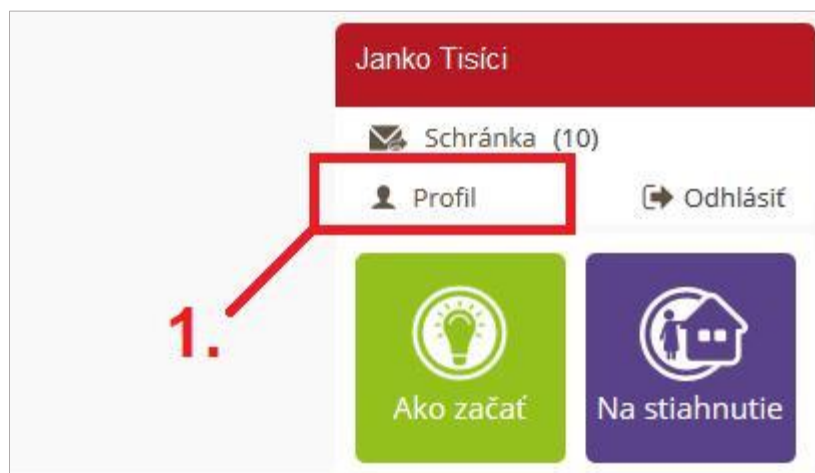 Janko Tisíci
Schránka (10)
Profil
Odhlásiť
1.
Ako začať
Na stiahnutie